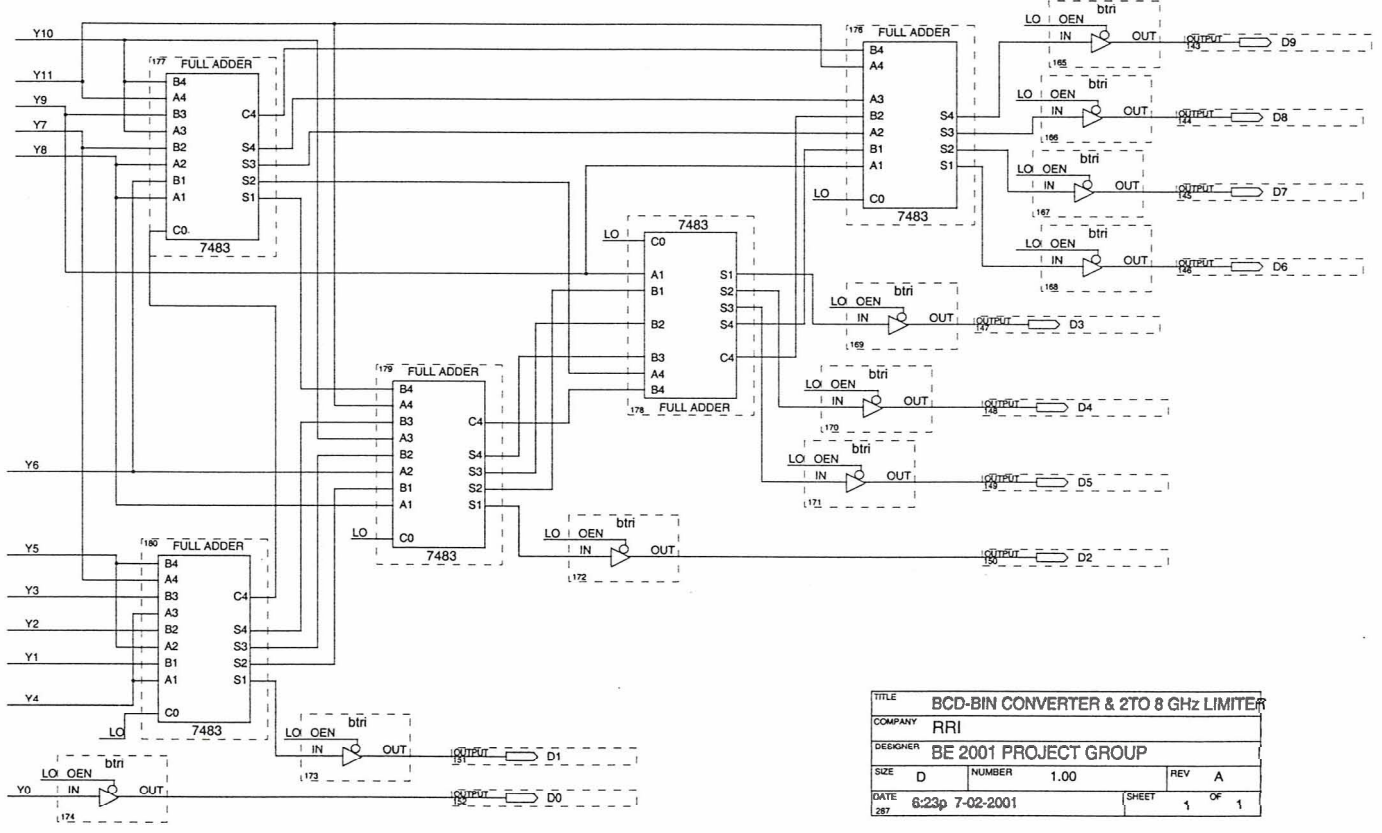 btri
LO OEN
IN OUT
165
OUTPUT
143
D9
176 FULL ADDER
B4
A4
A3
B2
A2
B1
A1
C0
S4
S3
S2
S1
LO
7483
btri
LO OEN
IN OUT
166
OUTPUT
144
D8
btri
LO OEN
IN OUT
167
OUTPUT
145
D7
btri
LO OEN
IN OUT
168
OUTPUT
146
D6
Y10
Y11
Y9
Y7
Y8
177 FULL ADDER
B4
A4
B3
A3
B2
A2
B1
A1
C0
C4
S4
S3
S2
S1
7483
7483
LO
C0
A1
B1
B2
B3
A4
B4
S1
S2
S3
S4
C4
178 FULL ADDER
btri
LO OEN
IN OUT
169
OUTPUT
147
D3
btri
LO OEN
IN OUT
170
OUTPUT
148
D4
btri
LO OEN
IN OUT
171
OUTPUT
149
D5
179 FULL ADDER
B4
A4
B3
A3
B2
A2
B1
A1
C0
C4
S4
S3
S2
S1
LO
7483
Y6
btri
LO OEN
IN OUT
172
OUTPUT
150
D2
Y5
Y3
Y2
Y1
Y4
180 FULL ADDER
B4
A4
B3
A3
B2
A2
B1
A1
C0
C4
S4
S3
S2
S1
LO
7483
btri
LO OEN
IN OUT
173
OUTPUT
151
D1
btri
LO OEN
Y0 IN OUT
174
OUTPUT
152
D0
TITLE BCD-BIN CONVERTER & 2TO 8 GHz LIMITER
COMPANY RRI
DESIGNER BE 2001 PROJECT GROUP
SIZE D NUMBER 1.00 REV A
DATE 6:23p 7-02-2001 SHEET 1 OF 1
287